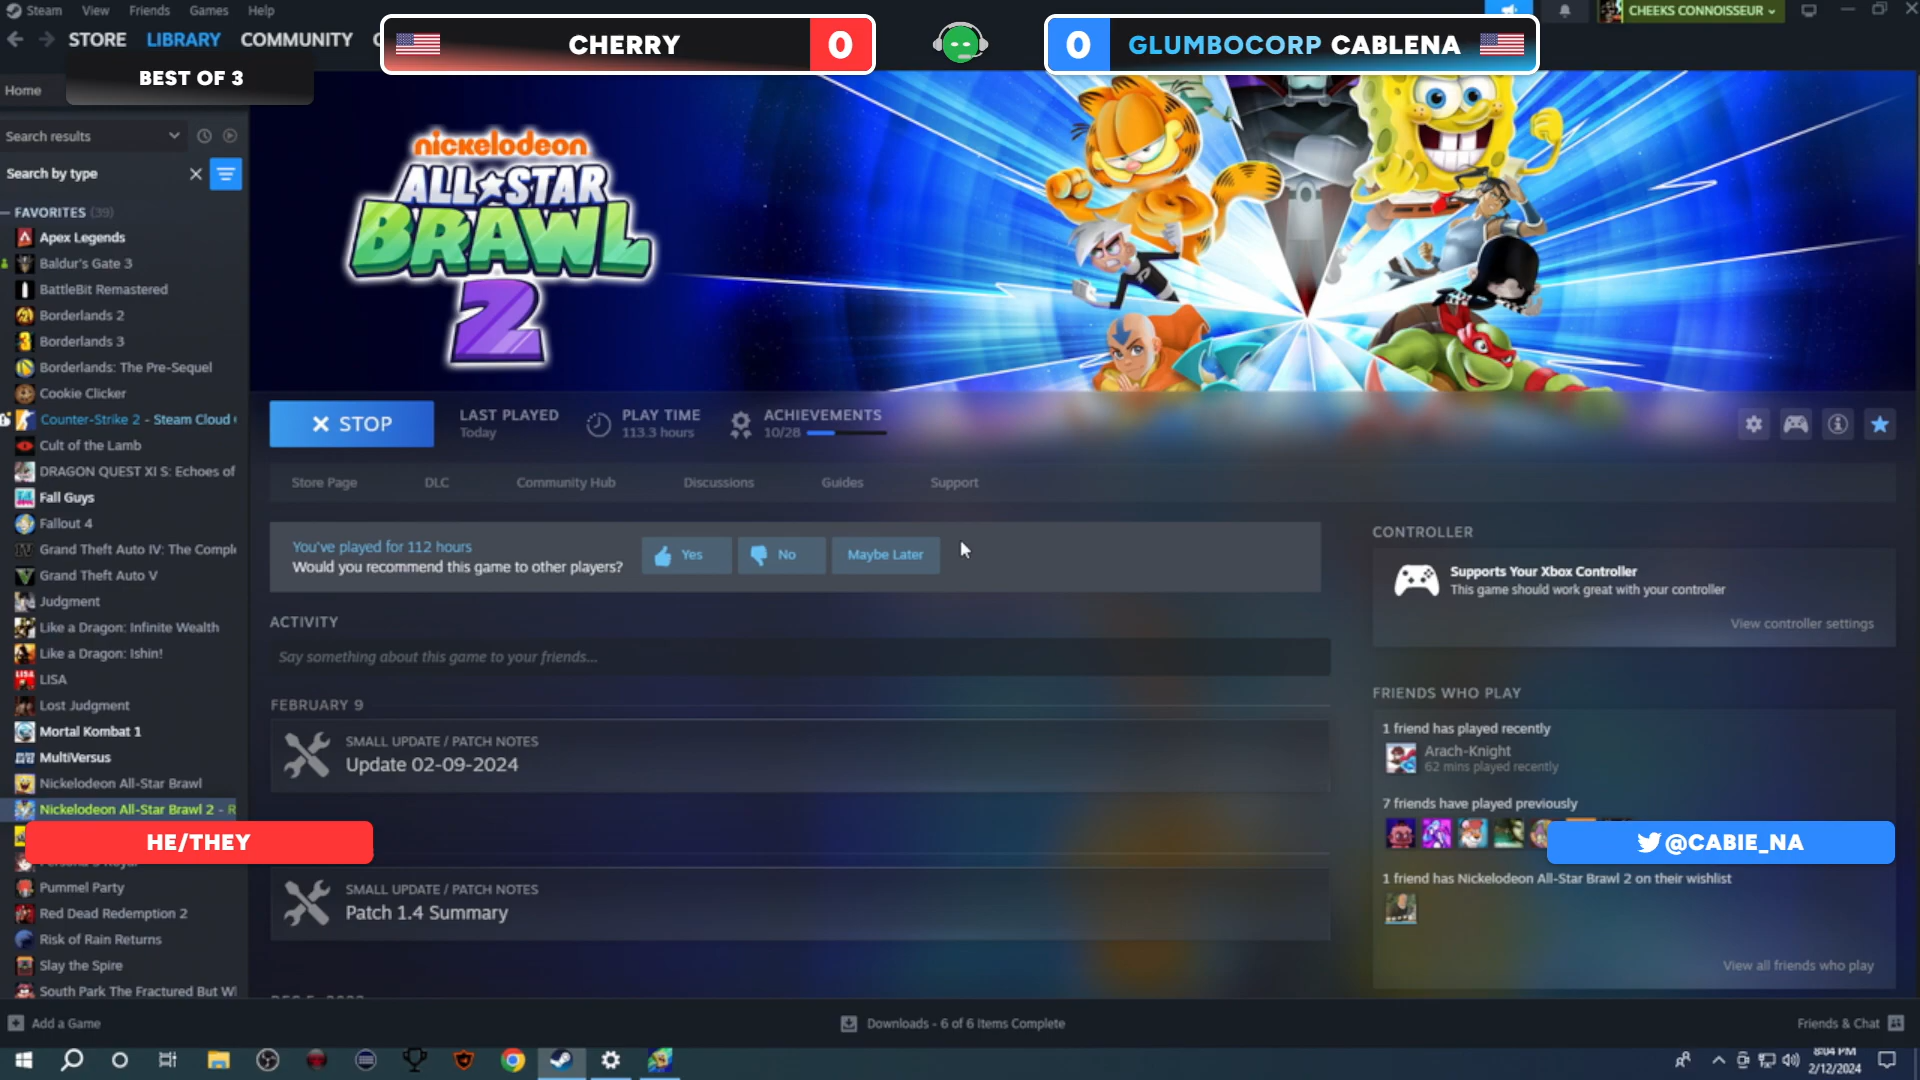 Steam View Friends Games Help
CHEEKS CONNOISSEUR
STORE LIBRARY COMMUNITY
BEST OF 3
CHERRY 0
0 GLUMBOCORP CABLENA
Home
Search results
Search by type
FAVORITES (39)
Apex Legends
Baldur's Gate 3
BattleBit Remastered
Borderlands 2
Borderlands 3
Borderlands: The Pre-Sequel
Cookie Clicker
Counter-Strike 2 - Steam Cloud
Cult of the Lamb
DRAGON QUEST XI S: Echoes of
Fall Guys
Fallout 4
Grand Theft Auto IV: The Comple
Grand Theft Auto V
Judgment
Like a Dragon: Infinite Wealth
Like a Dragon: Ishin!
LISA
Lost Judgment
Mortal Kombat 1
MultiVersus
Nickelodeon All-Star Brawl
Nickelodeon All-Star Brawl 2 - R
HE/THEY
Pummel Party
Red Dead Redemption 2
Risk of Rain Returns
Slay the Spire
South Park The Fractured But W
Add a Game
nickelodeon
ALL STAR
BRAWL
2
STOP
LAST PLAYED
Today
PLAY TIME
113.3 hours
ACHIEVEMENTS
10/28
Store Page DLC Community Hub Discussions Guides Support
You've played for 112 hours
Would you recommend this game to other players?
Yes No Maybe Later
ACTIVITY
Say something about this game to your friends...
FEBRUARY 9
SMALL UPDATE / PATCH NOTES
Update 02-09-2024
SMALL UPDATE / PATCH NOTES
Patch 1.4 Summary
CONTROLLER
Supports Your Xbox Controller
This game should work great with your controller
View controller settings
FRIENDS WHO PLAY
1 friend has played recently
Arach-Knight
62 mins played recently
7 friends have played previously
@CABIE_NA
1 friend has Nickelodeon All-Star Brawl 2 on their wishlist
View all friends who play
Downloads - 6 of 6 Items Complete
Friends & Chat
8:04 PM
2/12/2024